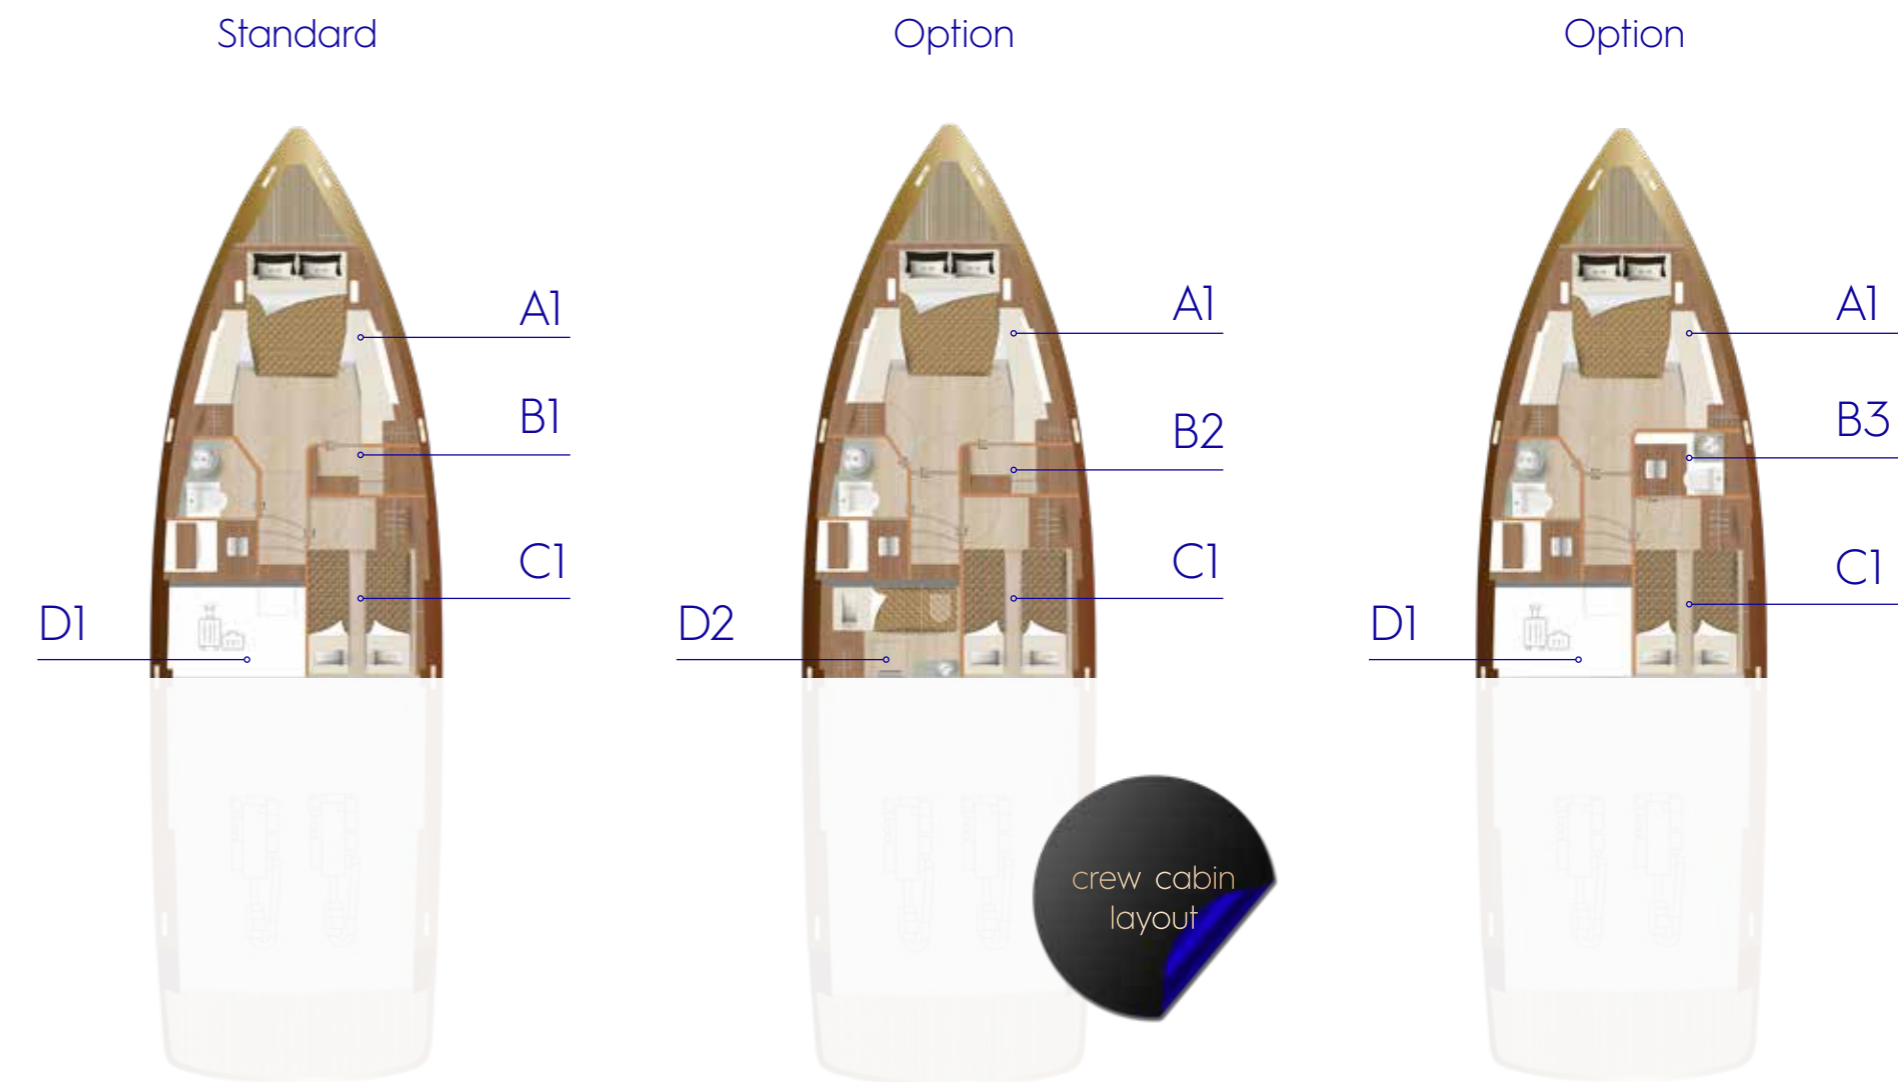 Standard
Option
Option
A1
B1
C1
D1
A1
B2
C1
D2
crew cabin
layout
A1
B3
C1
D1